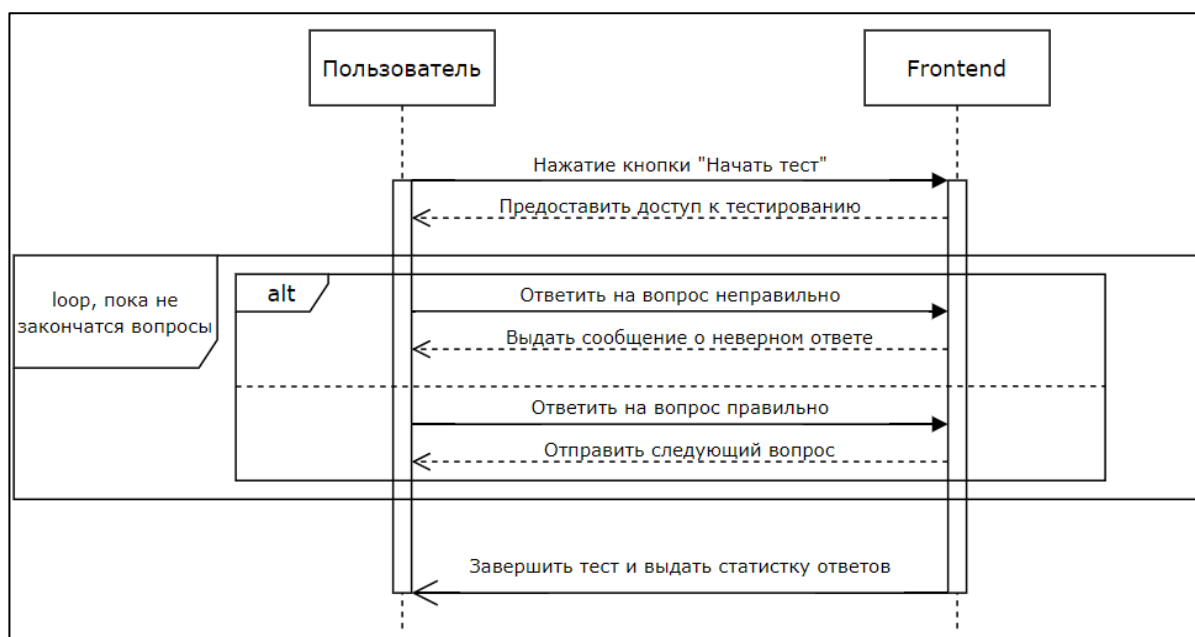 Пользователь
Frontend
Нажатие кнопки "Начать тест"
Предоставить доступ к тестированию
loop, пока не
закончатся вопросы
alt
Ответить на вопрос неправильно
Выдать сообщение о неверном ответе
Ответить на вопрос правильно
Отправить следующий вопрос
Завершить тест и выдать статистку ответов